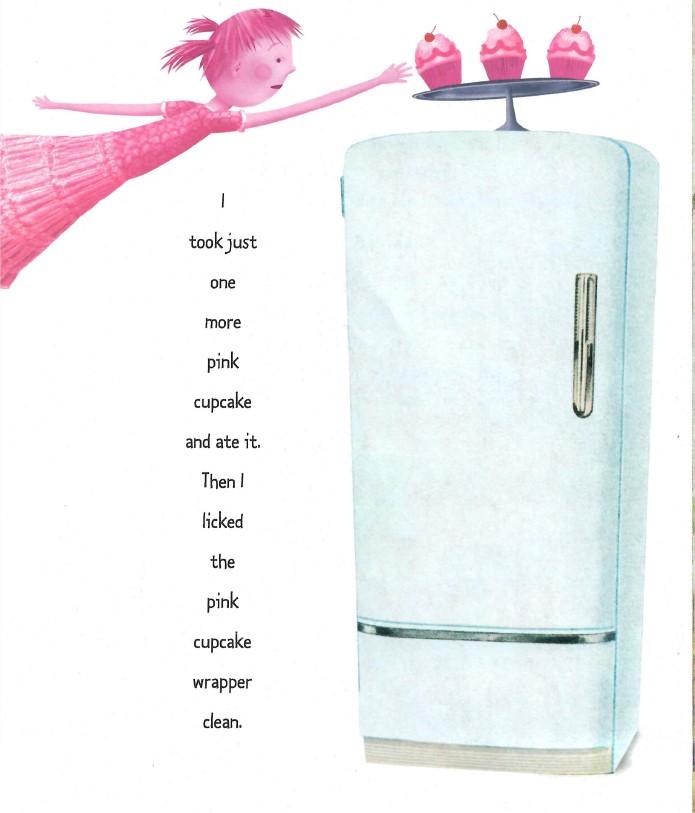 I
took just
one
more
pink
cupcake
and ate it.
Then I
licked
the
pink
cupcake
wrapper
clean.